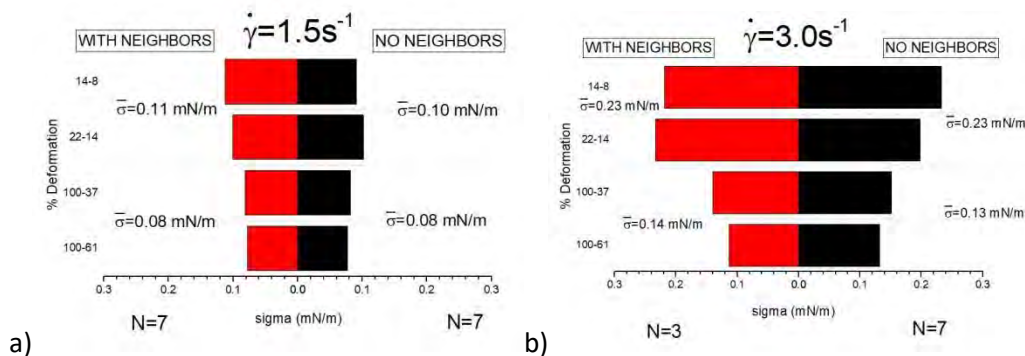 γ̇=1.5s⁻¹
WITH NEIGHBORS
NO NEIGHBORS
14-8
σ̅=0.11 mN/m
σ̅=0.10 mN/m
22-14
% Deformation
100-37
σ̅=0.08 mN/m
σ̅=0.08 mN/m
100-61
0.3 0.2 0.1 0.0 0.1 0.2 0.3
sigma (mN/m)
N=7
N=7
a)
γ̇=3.0s⁻¹
WITH NEIGHBORS
NO NEIGHBORS
14-8
σ̅=0.23 mN/m
σ̅=0.23 mN/m
22-14
% Deformation
100-37
σ̅=0.14 mN/m
σ̅=0.13 mN/m
100-61
0.3 0.2 0.1 0.0 0.1 0.2 0.3
sigma (mN/m)
N=3
N=7
b)